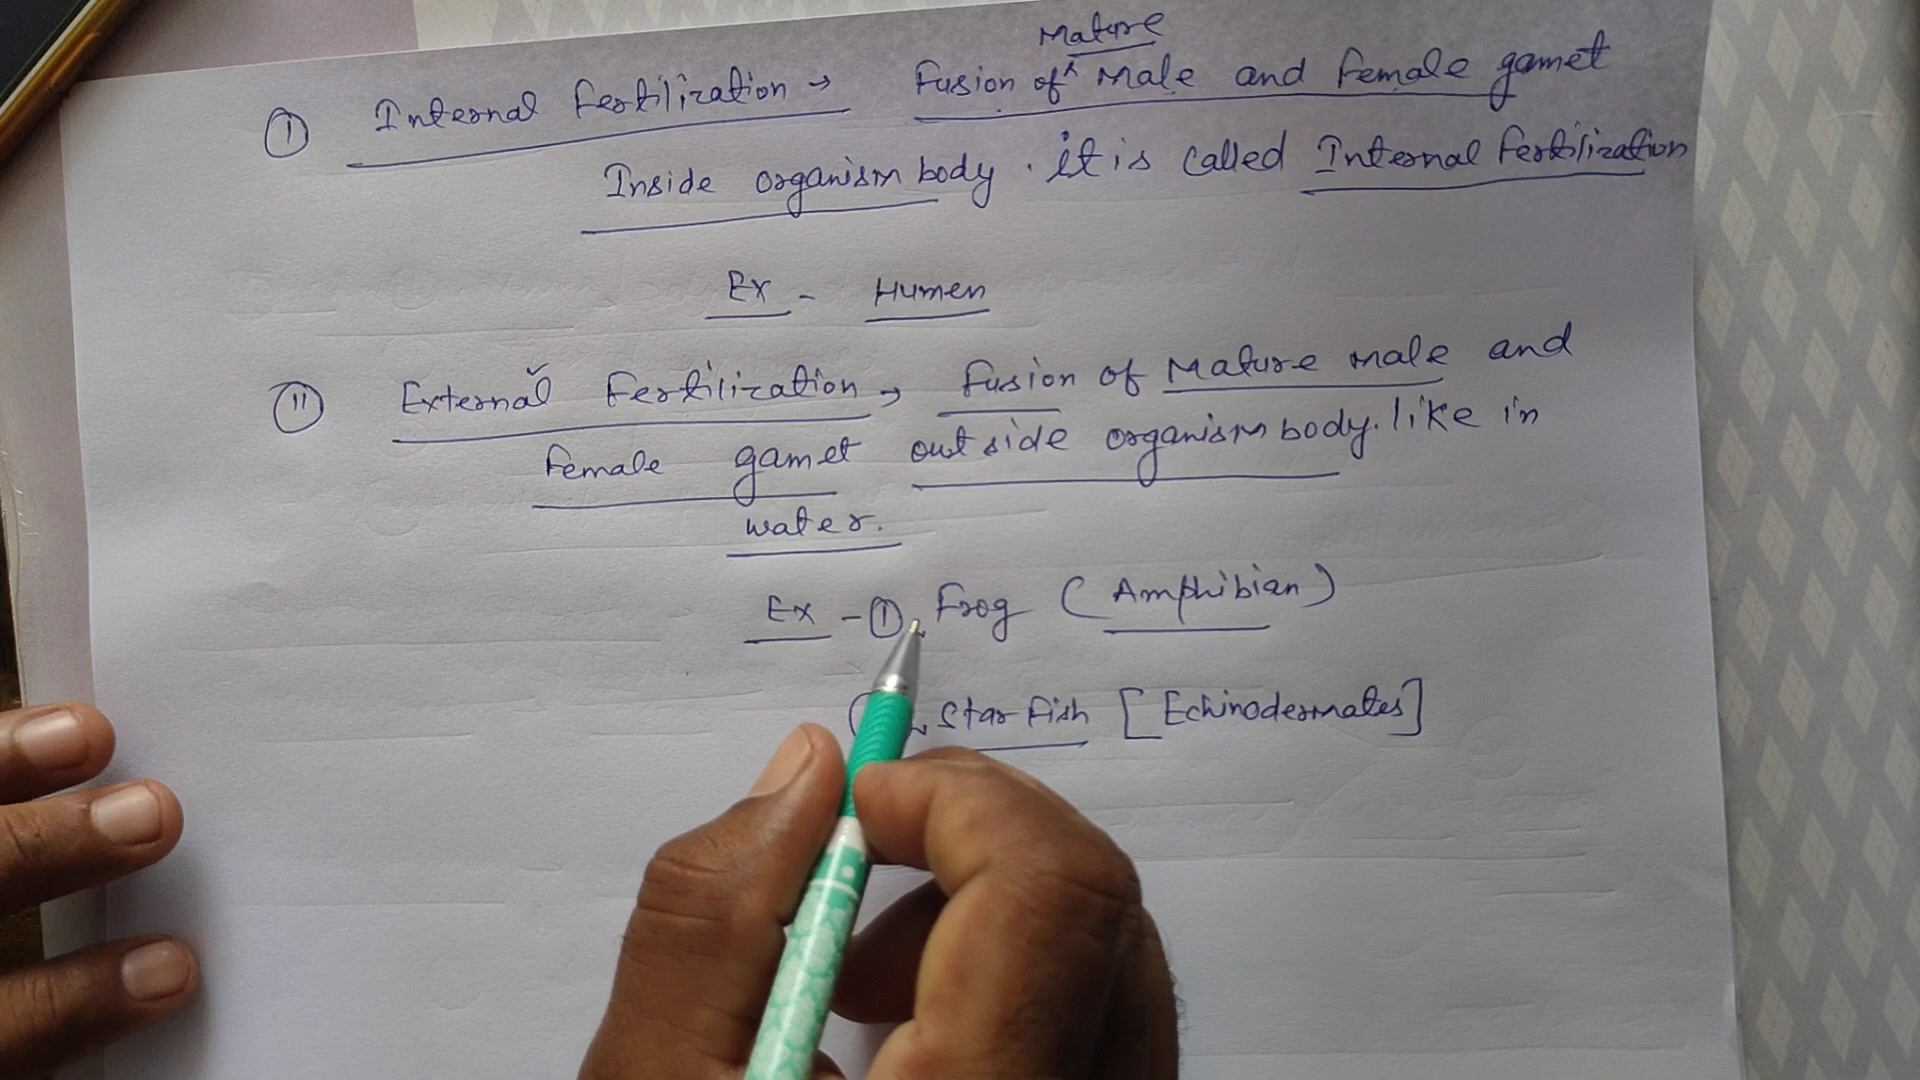 Mature
① Internal Fertilization → Fusion of ^ Male and Female gamet
Inside organism body. it is called Internal Fertilization
Ex - Humen
⑪ External Fertilization → Fusion of Mature male and
Female gamet outside organism body. like in
water.
Ex - ① Frog (Amphibian)
Star Fish [Echinodermates]